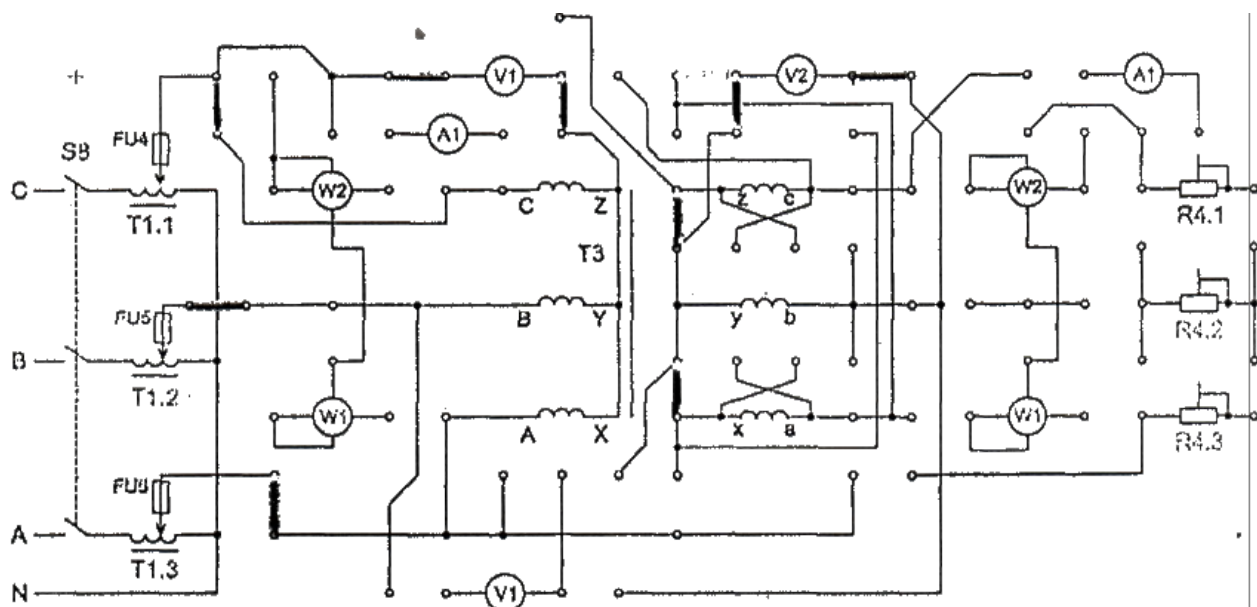 V1 V2 A1
FU4 A1
S8
C W2 C Z z c W2
T1.1 R4.1
T3
FU5 B Y y b
R4.2
B T1.2
W1 A X x a W1
R4.3
FU6
A
T1.3
N V1